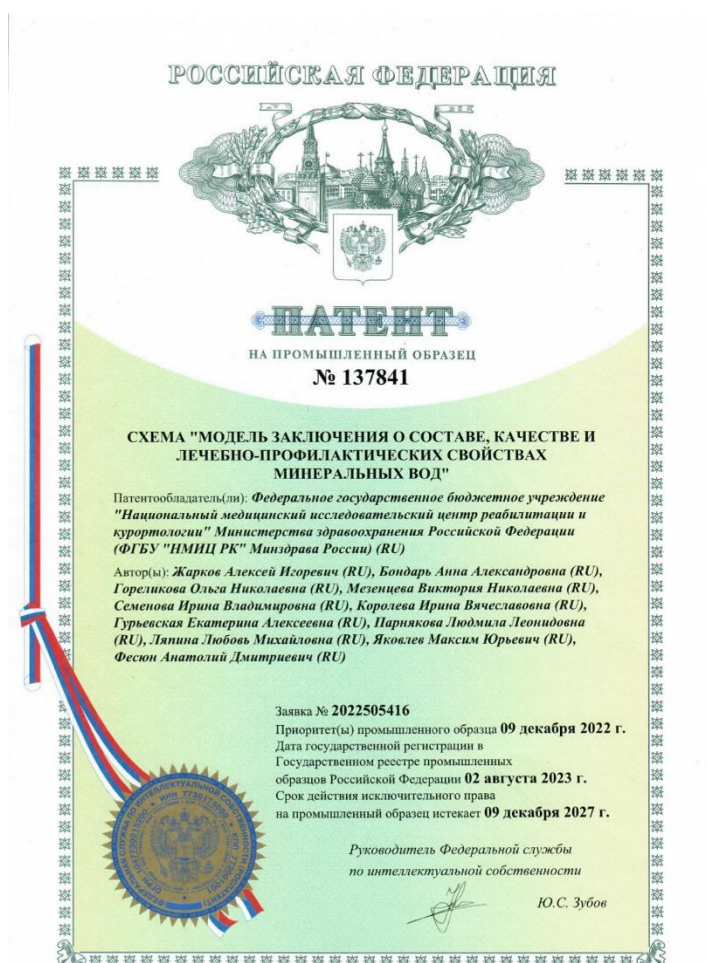 РОССИЙСКАЯ ФЕДЕРАЦИЯ
ПАТЕНТ
НА ПРОМЫШЛЕННЫЙ ОБРАЗЕЦ
№ 137841
СХЕМА "МОДЕЛЬ ЗАКЛЮЧЕНИЯ О СОСТАВЕ, КАЧЕСТВЕ И
ЛЕЧЕБНО-ПРОФИЛАКТИЧЕСКИХ СВОЙСТВАХ
МИНЕРАЛЬНЫХ ВОД"
Патентообладатель(ли): Федеральное государственное бюджетное учреждение
"Национальный медицинский исследовательский центр реабилитации и
курортологии" Министерства здравоохранения Российской Федерации
(ФГБУ "НМИЦ РК" Минздрава России) (RU)
Автор(ы): Жарков Алексей Игоревич (RU), Бондарь Анна Александровна (RU),
Гореликова Ольга Николаевна (RU), Мезенцева Виктория Николаевна (RU),
Семенова Ирина Владимировна (RU), Королева Ирина Вячеславовна (RU),
Гурьевская Екатерина Алексеевна (RU), Парнякова Людмила Леонидовна
(RU), Ляпина Любовь Михайловна (RU), Яковлев Максим Юрьевич (RU),
Фесюн Анатолий Дмитриевич (RU)
Заявка № 2022505416
Приоритет(ы) промышленного образца 09 декабря 2022 г.
Дата государственной регистрации в
Государственном реестре промышленных
образцов Российской Федерации 02 августа 2023 г.
Срок действия исключительного права
на промышленный образец истекает 09 декабря 2027 г.
Руководитель Федеральной службы
по интеллектуальной собственности
Ю.С. Зубов
ФЕДЕРАЛЬНАЯ СЛУЖБА ПО ИНТЕЛЛЕКТУАЛЬНОЙ СОБСТВЕННОСТИ